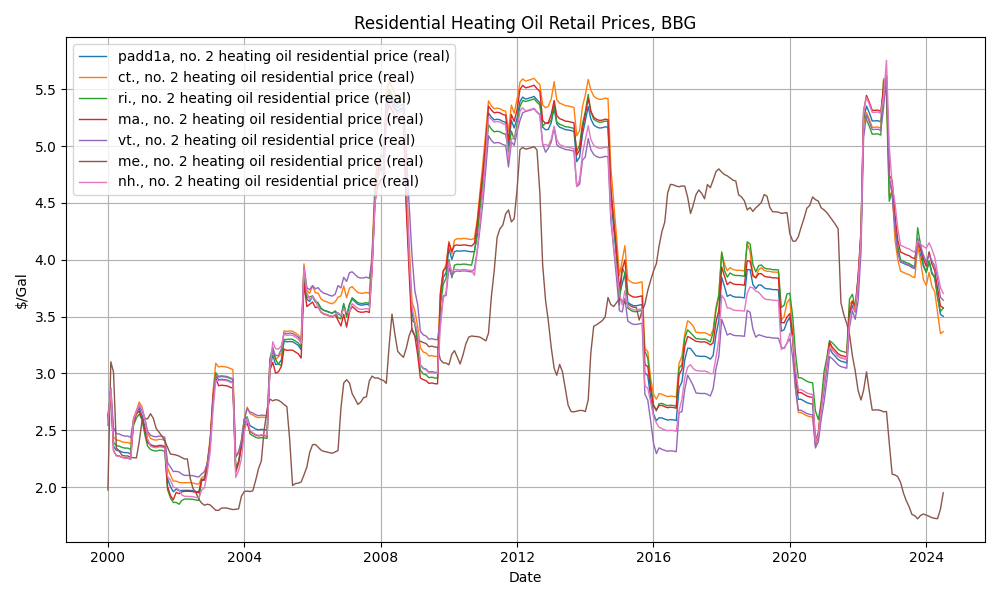 Residential Heating Oil Retail Prices, BBG
padd1a, no. 2 heating oil residential price (real)
ct., no. 2 heating oil residential price (real)
ri., no. 2 heating oil residential price (real)
ma., no. 2 heating oil residential price (real)
vt., no. 2 heating oil residential price (real)
me., no. 2 heating oil residential price (real)
nh., no. 2 heating oil residential price (real)
$/Gal
5.5
5.0
4.5
4.0
3.5
3.0
2.5
2.0
2000 2004 2008 2012 2016 2020 2024
Date